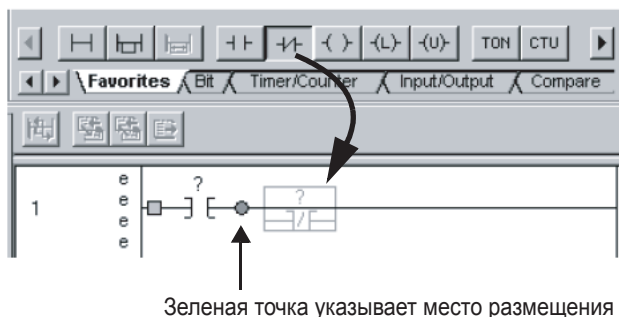 (L) (U) TON CTU
Favorites Bit Timer/Counter Input/Output Compare
e
? ?
1 e
e
e
Зеленая точка указывает место размещения